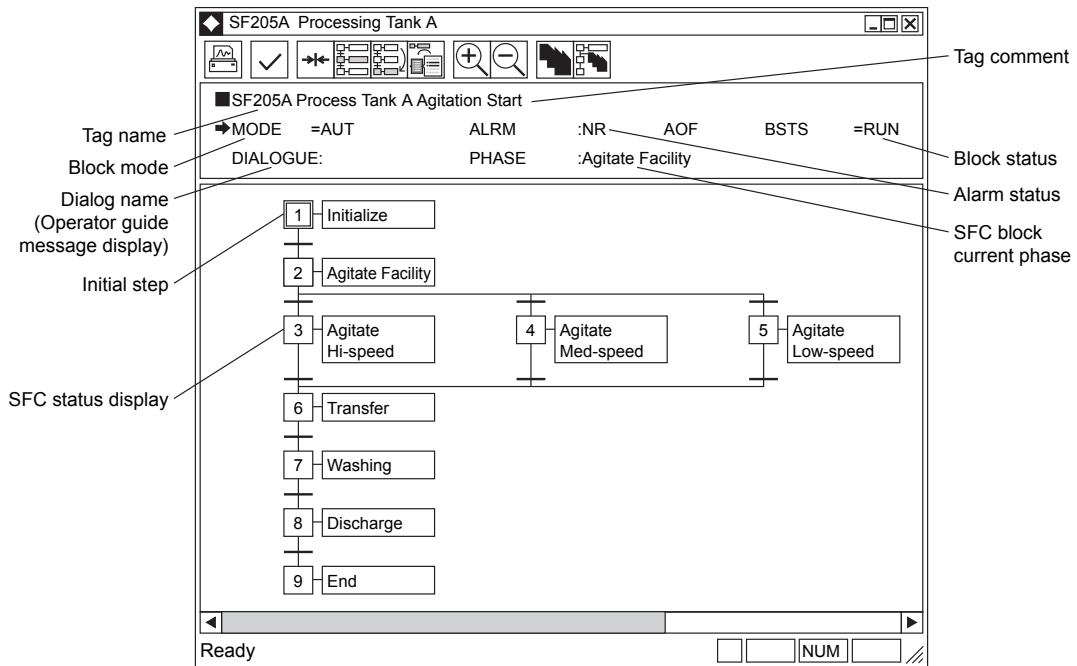 SF205A Processing Tank A
SF205A Process Tank A Agitation Start
MODE =AUT ALRM :NR AOF BSTS =RUN
DIALOGUE: PHASE :Agitate Facility
Tag name
Block mode
Dialog name
(Operator guide
message display)
Initial step
SFC status display
Tag comment
Block status
Alarm status
SFC block
current phase
1 Initialize
2 Agitate Facility
3 Agitate
Hi-speed
4 Agitate
Med-speed
5 Agitate
Low-speed
6 Transfer
7 Washing
8 Discharge
9 End
Ready
NUM